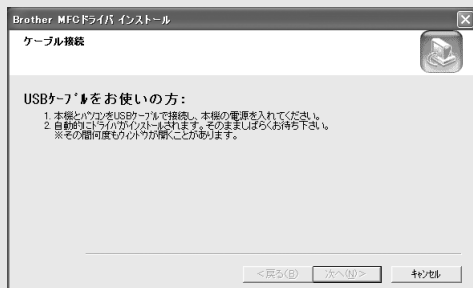 Brother MFCドライバ インストール
ケーブル接続
USBｹｰﾌﾞﾙをお使いの方:
1. 本機とパソコンをUSBケーブルで接続し、本機の電源を入れてください。
2. 自動的にドライバがインストールされます。そのまましばらくお待ち下さい。
※その間何度もウィンドウが開くことがあります。
<戻る(B) 次へ(N)> キャンセル